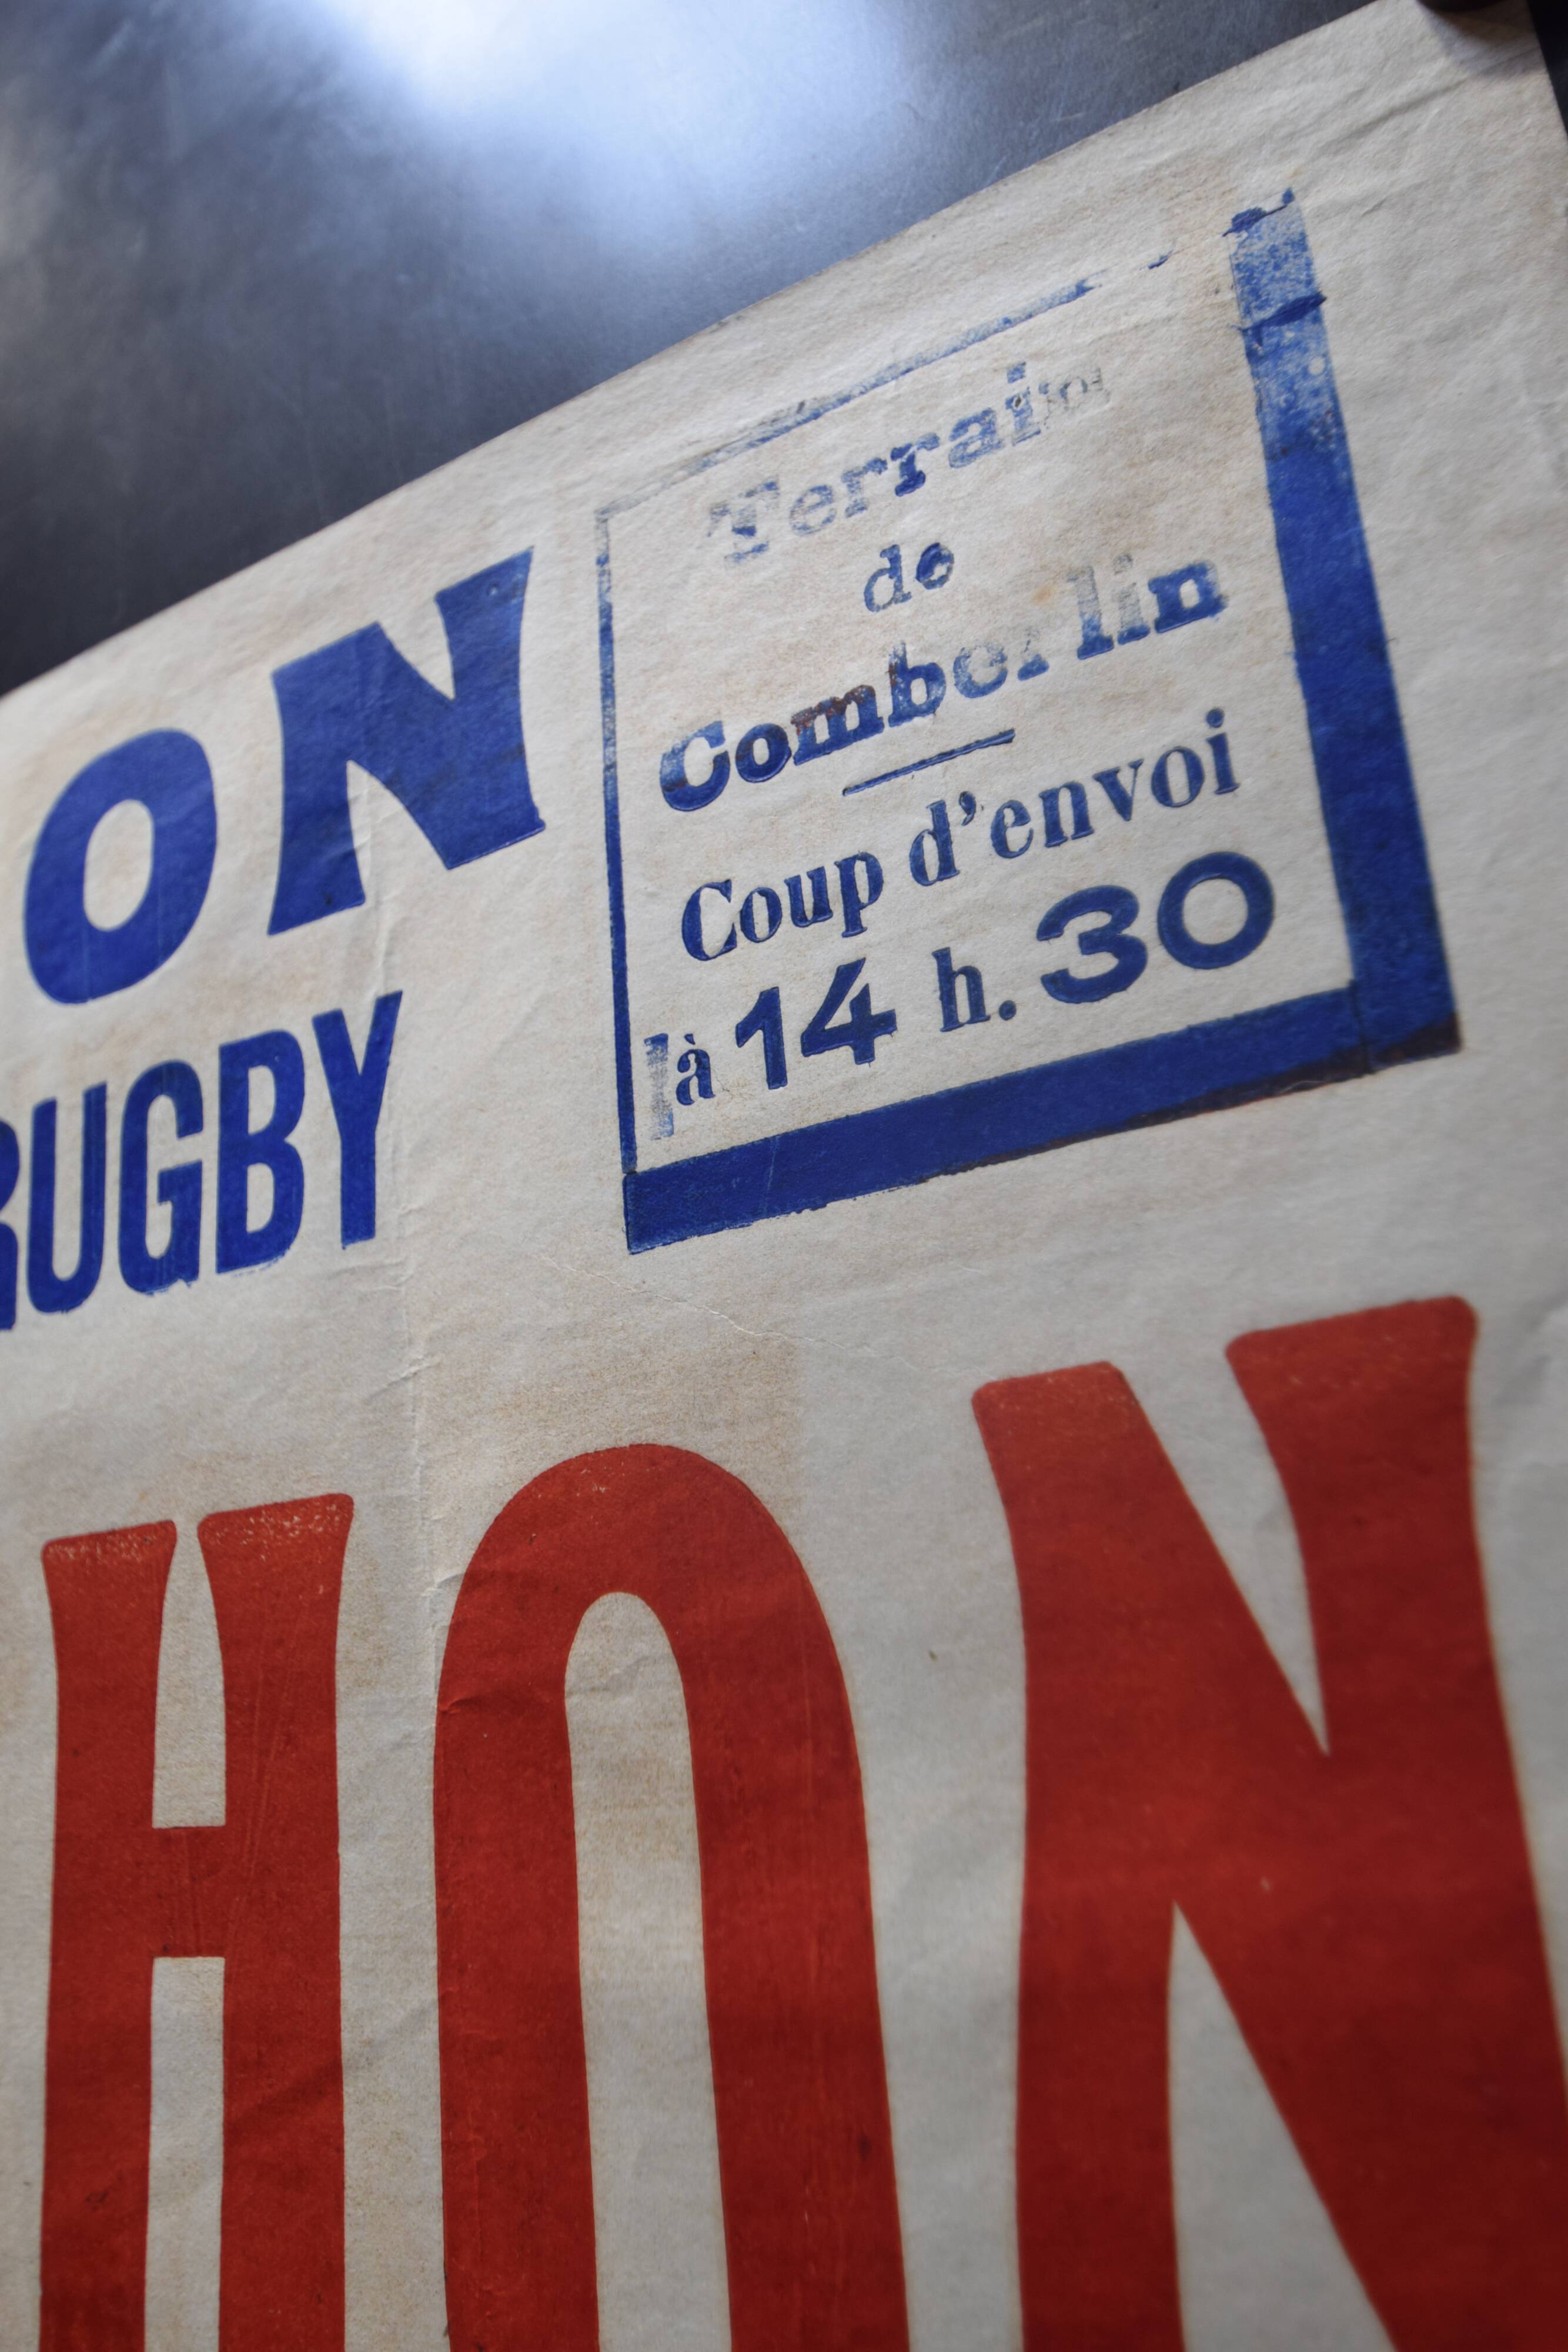 ON
RUGBY
Terrain
de
Comberlin
Coup d'envoi
à 14 h. 30
HON